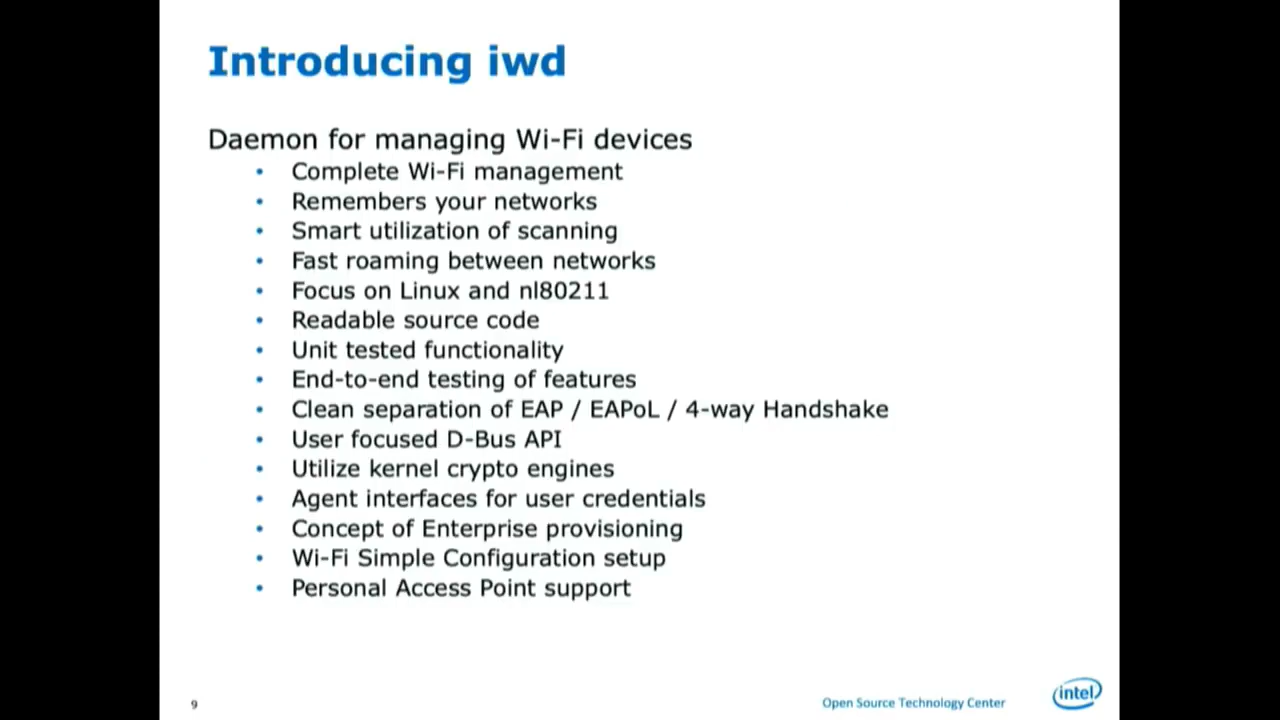 Introducing iwd
Daemon for managing Wi-Fi devices
• Complete Wi-Fi management
• Remembers your networks
• Smart utilization of scanning
• Fast roaming between networks
• Focus on Linux and nl80211
• Readable source code
• Unit tested functionality
• End-to-end testing of features
• Clean separation of EAP / EAPoL / 4-way Handshake
• User focused D-Bus API
• Utilize kernel crypto engines
• Agent interfaces for user credentials
• Concept of Enterprise provisioning
• Wi-Fi Simple Configuration setup
• Personal Access Point support
9
Open Source Technology Center
intel